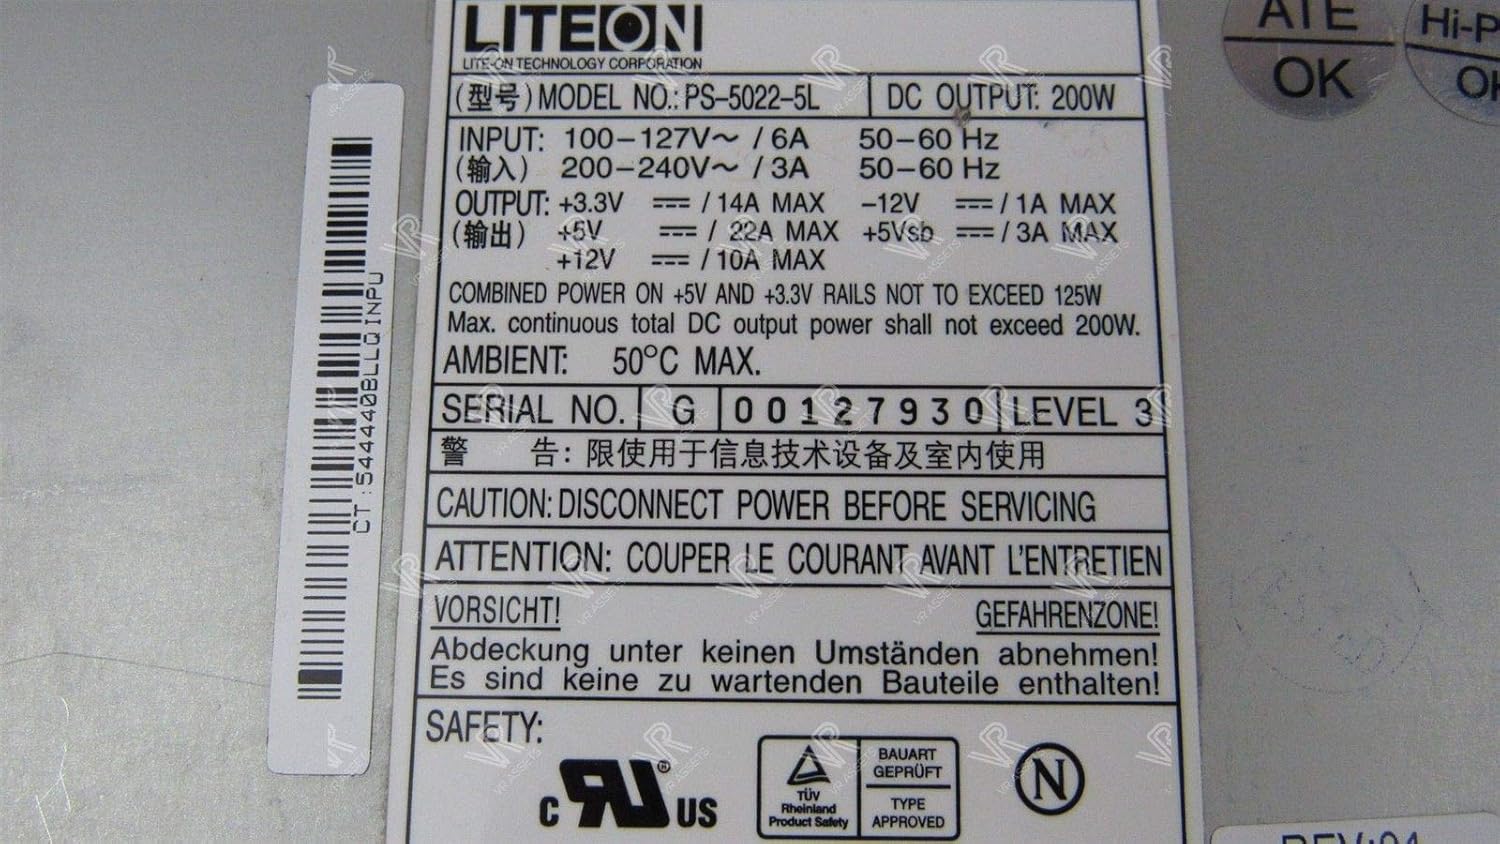 LITEON
LITE-ON TECHNOLOGY CORPORATION
(型号)MODEL NO.: PS-5022-5L DC OUTPUT: 200W
INPUT: 100-127V~ / 6A 50-60 Hz
(输入) 200-240V~ / 3A 50-60 Hz
OUTPUT: +3.3V ⎓ / 14A MAX -12V ⎓ / 1A MAX
(输出) +5V ⎓ / 22A MAX +5Vsb ⎓ / 3A MAX
+12V ⎓ / 10A MAX
COMBINED POWER ON +5V AND +3.3V RAILS NOT TO EXCEED 125W
Max. continuous total DC output power shall not exceed 200W.
AMBIENT: 50°C MAX.
SERIAL NO. G 00127930 LEVEL 3
警 告: 限使用于信息技术设备及室内使用
CAUTION: DISCONNECT POWER BEFORE SERVICING
ATTENTION: COUPER LE COURANT AVANT L'ENTRETIEN
VORSICHT! GEFAHRENZONE!
Abdeckung unter keinen Umständen abnehmen!
Es sind keine zu wartenden Bauteile enthalten!
SAFETY:
C RU ® US
TÜV
Rheinland
Product Safety
BAUART
GEPRÜFT
TYPE
APPROVED
N
ATE
OK
Hi-P
OK
VR ASSETS